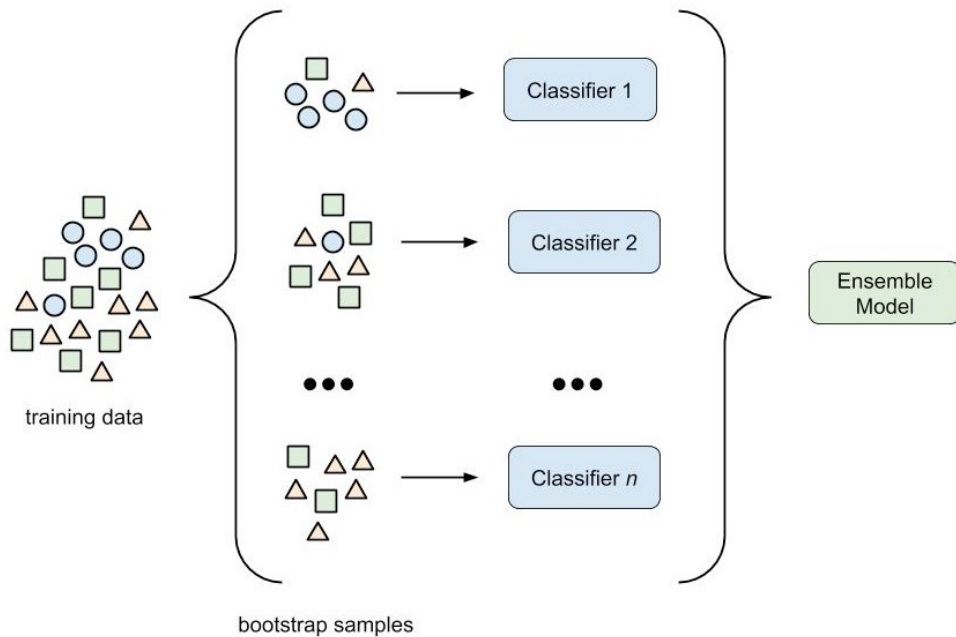 Classifier 1
Classifier 2
Ensemble
Model
training data
Classifier n
bootstrap samples